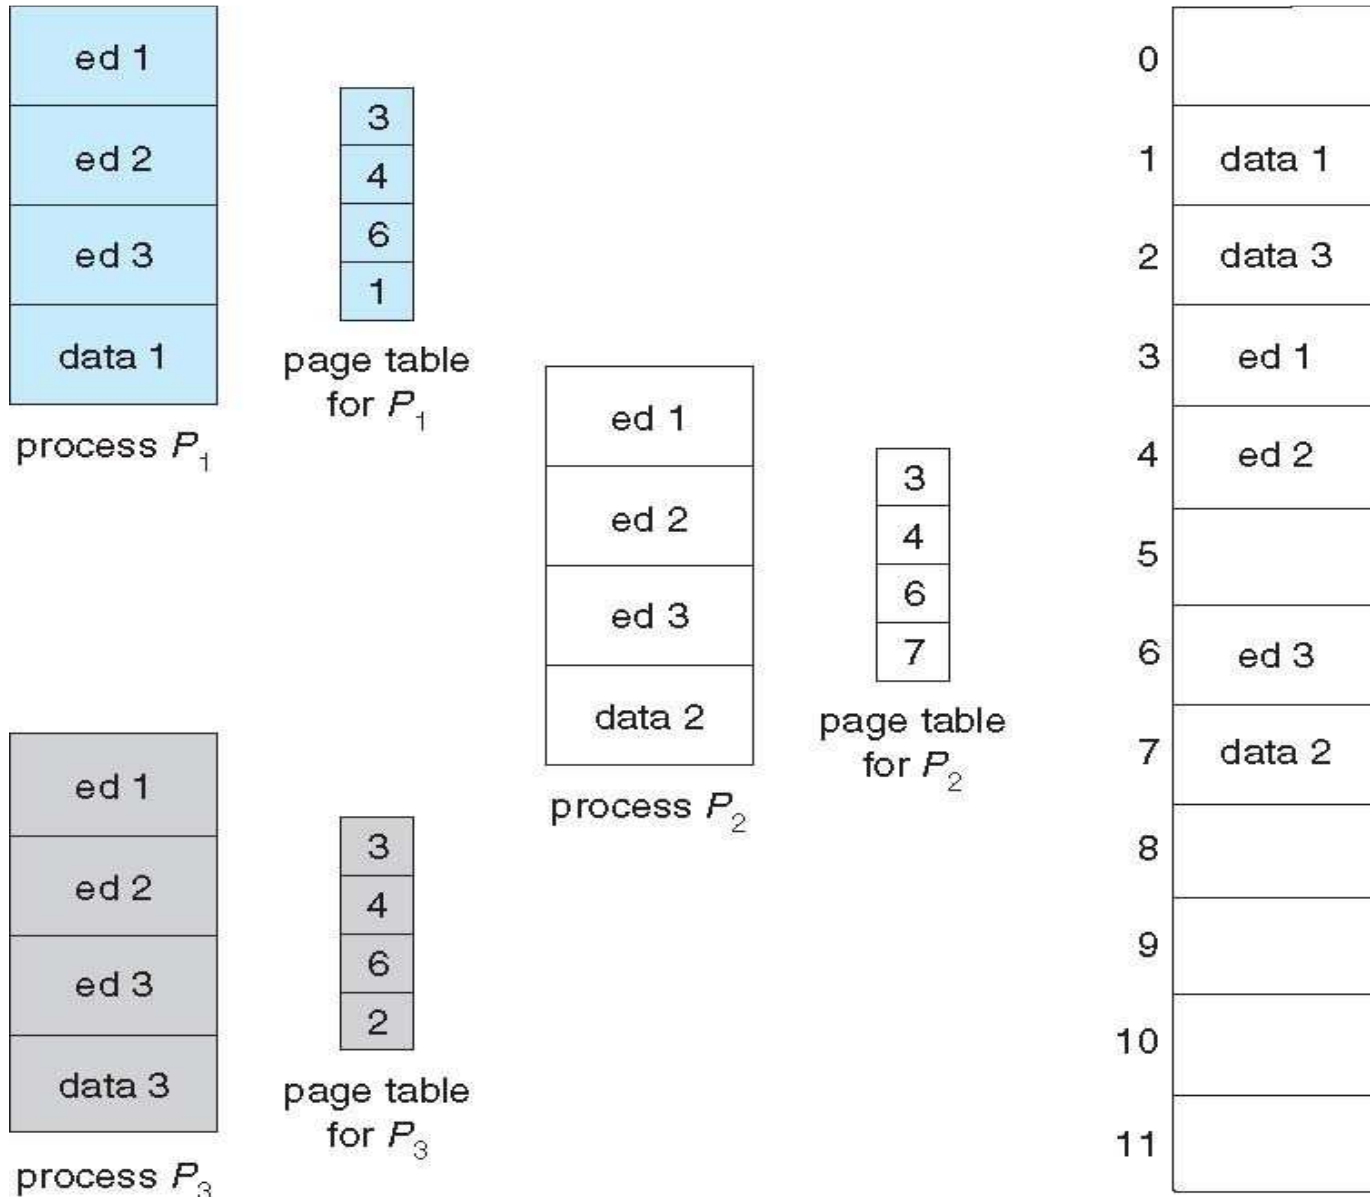 ed 1
ed 2
ed 3
data 1
process P₁
3
4
6
1
page table
for P₁
ed 1
ed 2
ed 3
data 2
process P₂
3
4
6
7
page table
for P₂
ed 1
ed 2
ed 3
data 3
process P₃
3
4
6
2
page table
for P₃
0
1 data 1
2 data 3
3 ed 1
4 ed 2
5
6 ed 3
7 data 2
8
9
10
11